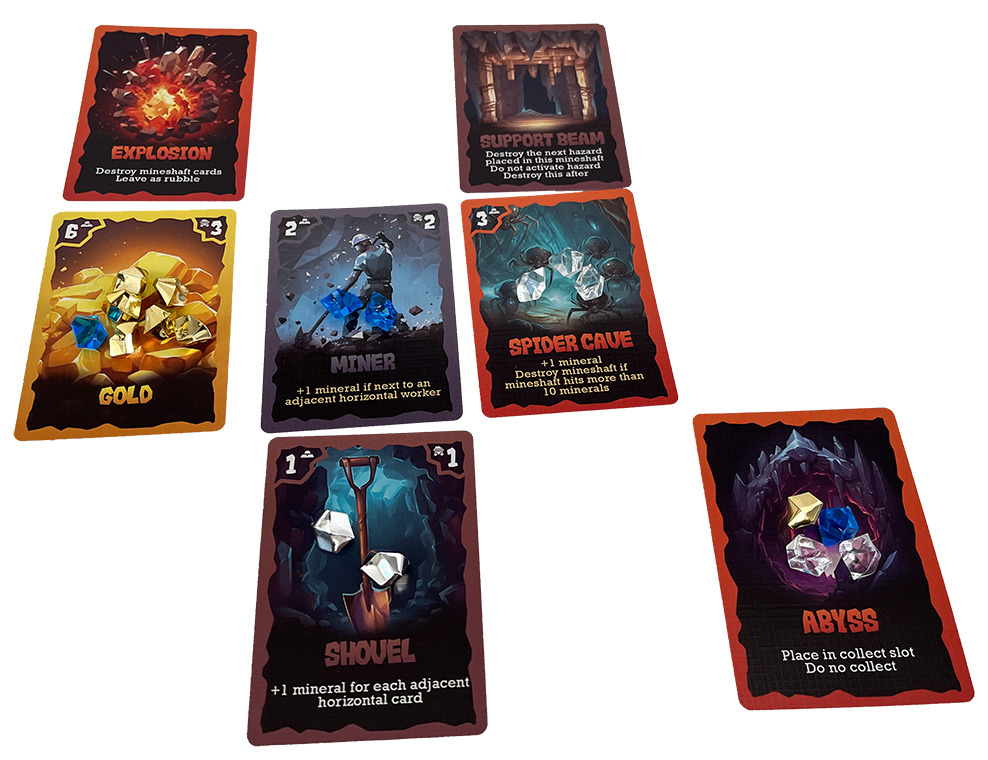 EXPLOSION
Destroy mineshaft cards
Leave as rubble
SUPPORT BEAM
Destroy the next hazard
placed in this mineshaft
Do not activate hazard
Destroy this after
6
3
GOLD
2
2
MINER
+1 mineral if next to an
adjacent horizontal worker
3
SPIDER CAVE
+1 mineral
Destroy mineshaft if
mineshaft hits more than
10 minerals
1
1
SHOVEL
+1 mineral for each adjacent
horizontal card
ABYSS
Place in collect slot
Do no collect